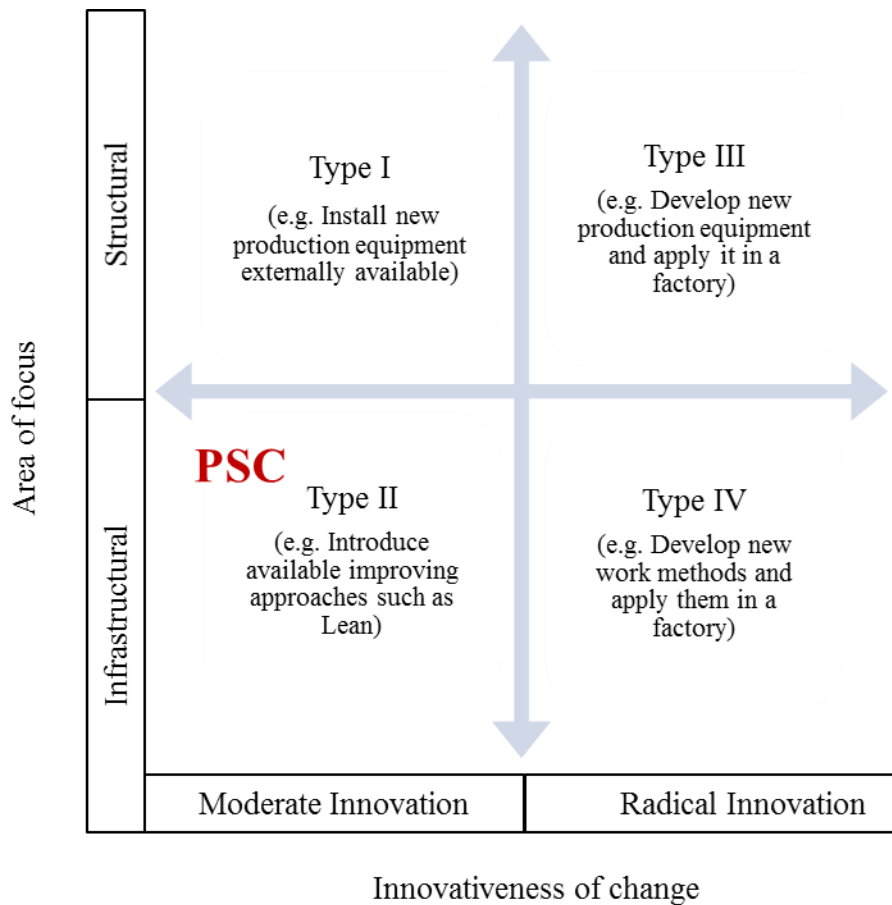 Area of focus
Structural
Infrastructural
Type I
(e.g. Install new
production equipment
externally available)
Type III
(e.g. Develop new
production equipment
and apply it in a
factory)
PSC
Type II
(e.g. Introduce
available improving
approaches such as
Lean)
Type IV
(e.g. Develop new
work methods and
apply them in a
factory)
Moderate Innovation
Radical Innovation
Innovativeness of change